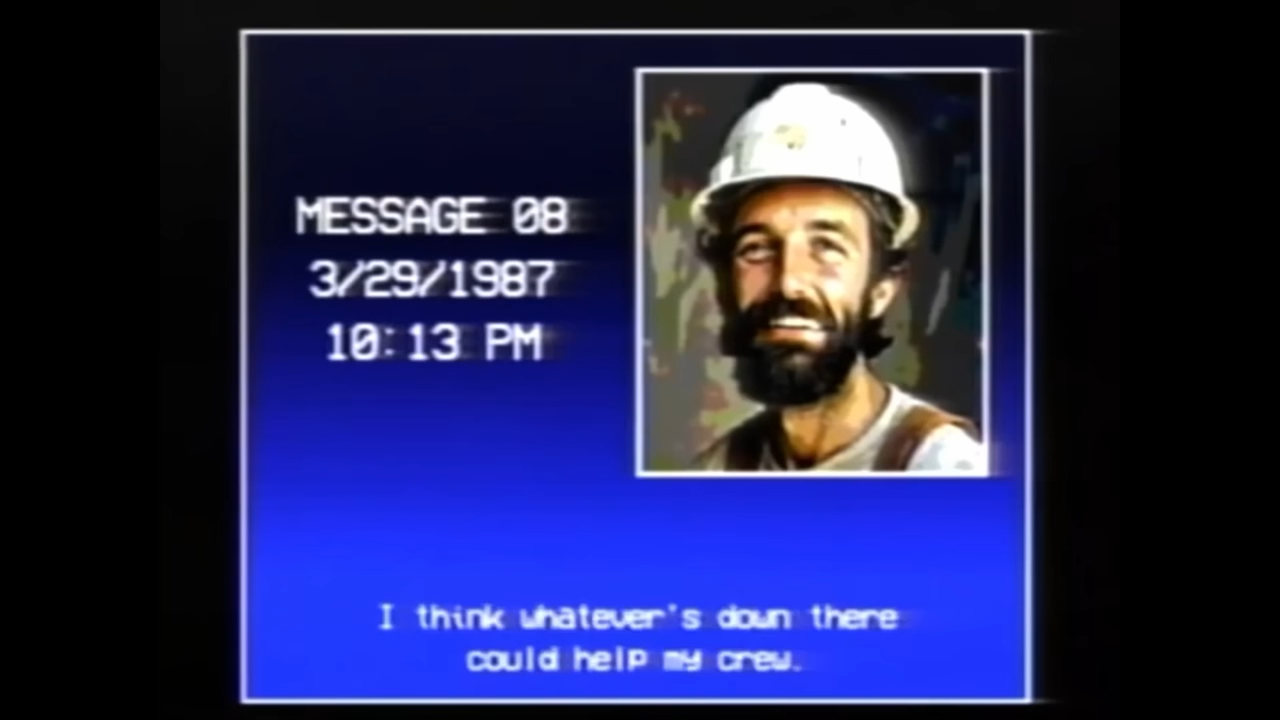 MESSAGE 08
3/29/1987
10:13 PM
I think whatever's down there
could help my crew.